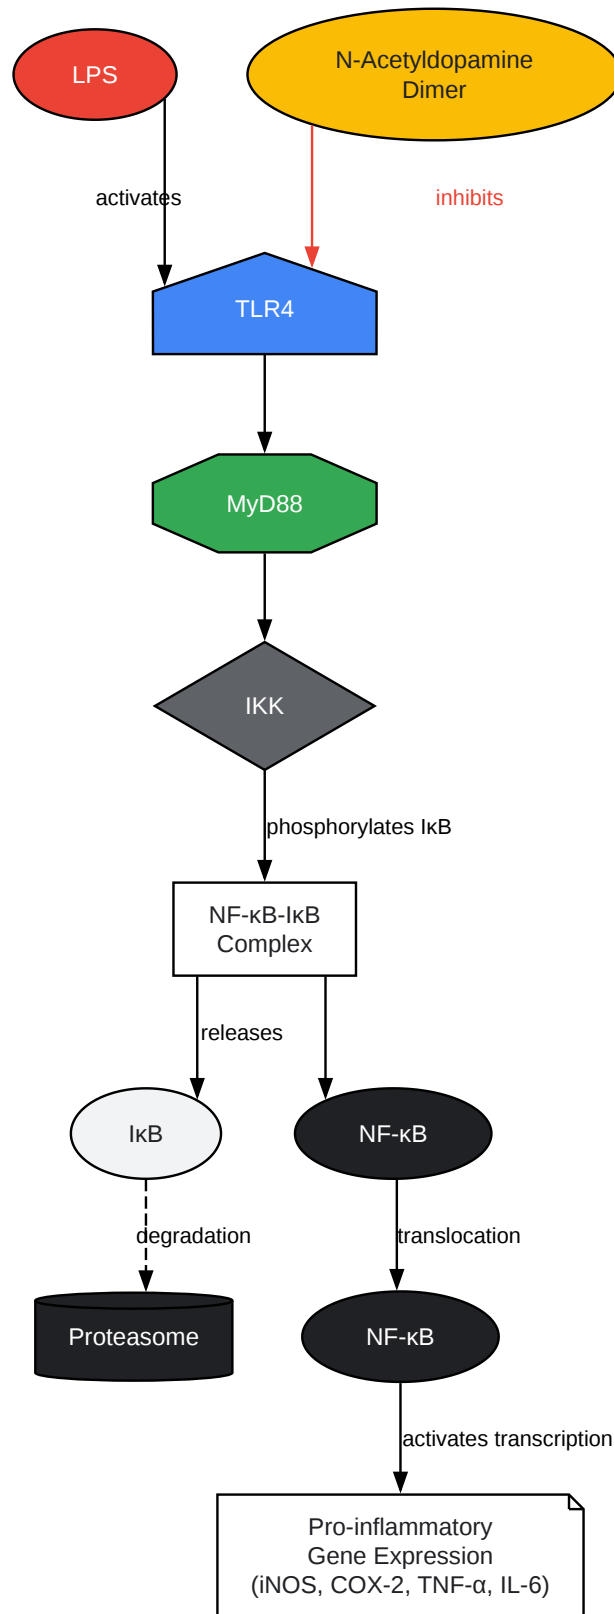 LPS
N-Acetyldopamine
Dimer
activates
inhibits
TLR4
MyD88
IKK
phosphorylates IκB
NF-κB-IκB
Complex
releases
IκB
NF-κB
degradation
translocation
Proteasome
NF-κB
activates transcription
Pro-inflammatory
Gene Expression
(iNOS, COX-2, TNF-α, IL-6)